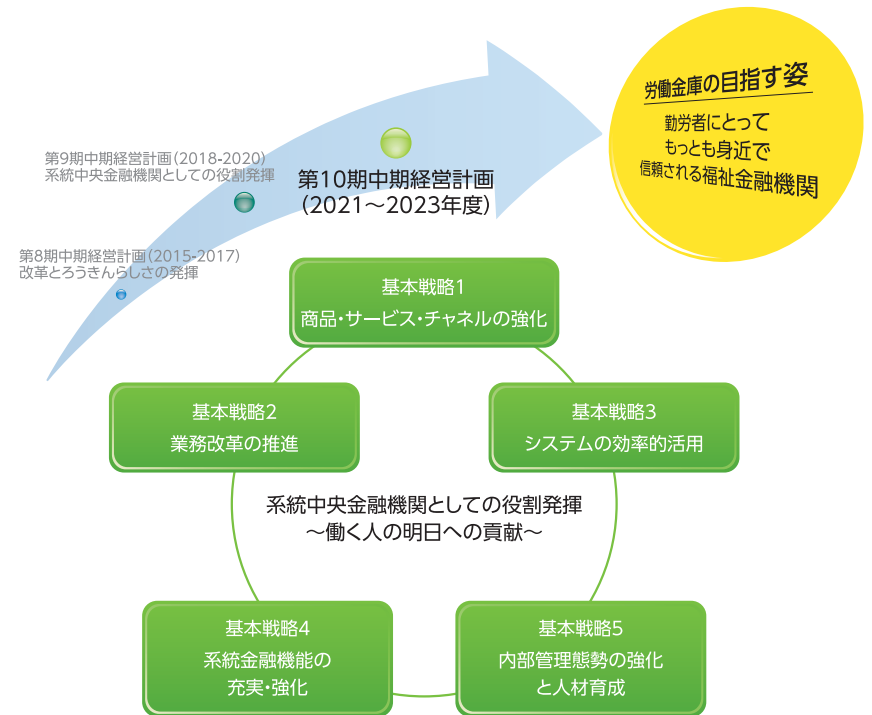 労働金庫の目指す姿
勤労者にとって
もっとも身近で
信頼される福祉金融機関
第9期中期経営計画(2018-2020)
系統中央金融機関としての役割発揮
第10期中期経営計画
(2021～2023年度)
第8期中期経営計画(2015-2017)
改革とろうきんらしさの発揮
基本戦略1
商品・サービス・チャネルの強化
基本戦略2
業務改革の推進
基本戦略3
システムの効率的活用
系統中央金融機関としての役割発揮
～働く人の明日への貢献～
基本戦略4
系統金融機能の
充実・強化
基本戦略5
内部管理態勢の強化
と人材育成